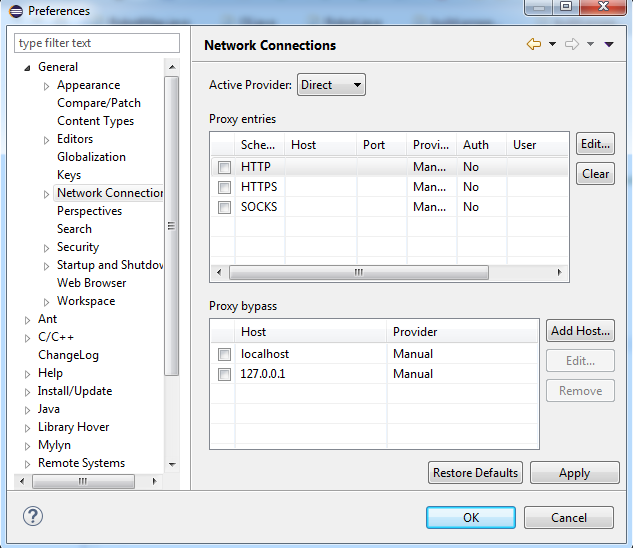 Preferences
type filter text
General
Appearance
Compare/Patch
Content Types
Editors
Globalization
Keys
Network Connection
Perspectives
Search
Security
Startup and Shutdow
Web Browser
Workspace
Ant
C/C++
ChangeLog
Help
Install/Update
Java
Library Hover
Mylyn
Remote Systems
Network Connections
Active Provider: Direct
Proxy entries
Sche... Host Port Provi... Auth User
HTTP Man... No
HTTPS Man... No
SOCKS Man... No
Edit...
Clear
Proxy bypass
Host Provider
localhost Manual
127.0.0.1 Manual
Add Host...
Edit...
Remove
Restore Defaults Apply
? OK Cancel